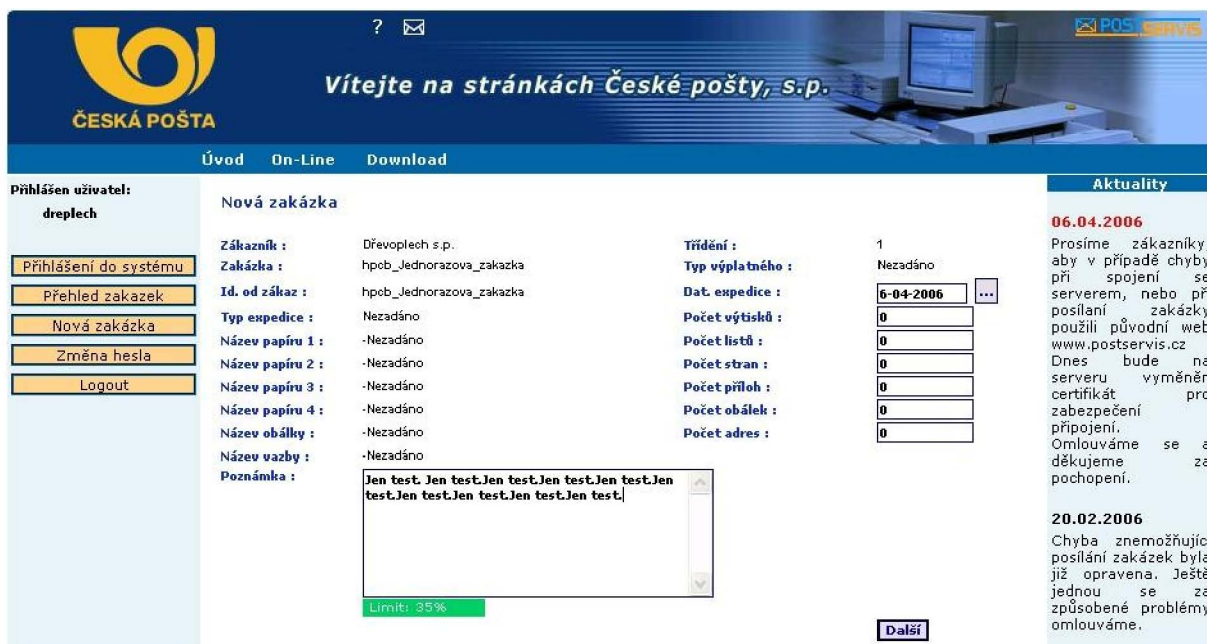 ?
POSTSERVIS
Vítejte na stránkách České pošty, s.p.
ČESKÁ POŠTA
Úvod On-Line Download
Přihlášen uživatel:
dreplech
Přihlášení do systému
Přehled zakazek
Nová zakázka
Změna hesla
Logout
Nová zakázka
Zákazník : Dřevoplech s.p.
Zakázka : hpcb_Jednorazova_zakazka
Id. od zákaz : hpcb_Jednorazova_zakazka
Typ expedice : Nezadáno
Název papíru 1 : -Nezadáno
Název papíru 2 : -Nezadáno
Název papíru 3 : -Nezadáno
Název papíru 4 : -Nezadáno
Název obálky : -Nezadáno
Název vazby : -Nezadáno
Poznámka :
Jen test. Jen test.Jen test.Jen test.Jen test.Jen
test.Jen test.Jen test.Jen test.Jen test.
Limit: 35%
Třídění : 1
Typ výplatného : Nezadáno
Dat. expedice : 6-04-2006 ...
Počet výtisků : 0
Počet listů : 0
Počet stran : 0
Počet příloh : 0
Počet obálek : 0
Počet adres : 0
Další
Aktuality
06.04.2006
Prosíme zákazníky,
aby v případě chyby
při spojení se
serverem, nebo při
posílaní zakázky
použili původní web
www.postservis.cz
Dnes bude na
serveru vyměněn
certifikát pro
zabezpečení
připojení.
Omlouváme se a
děkujeme za
pochopení.
20.02.2006
Chyba znemožňujíc
posílání zakázek byla
již opravena. Ještě
jednou se za
způsobené problémy
omlouváme.